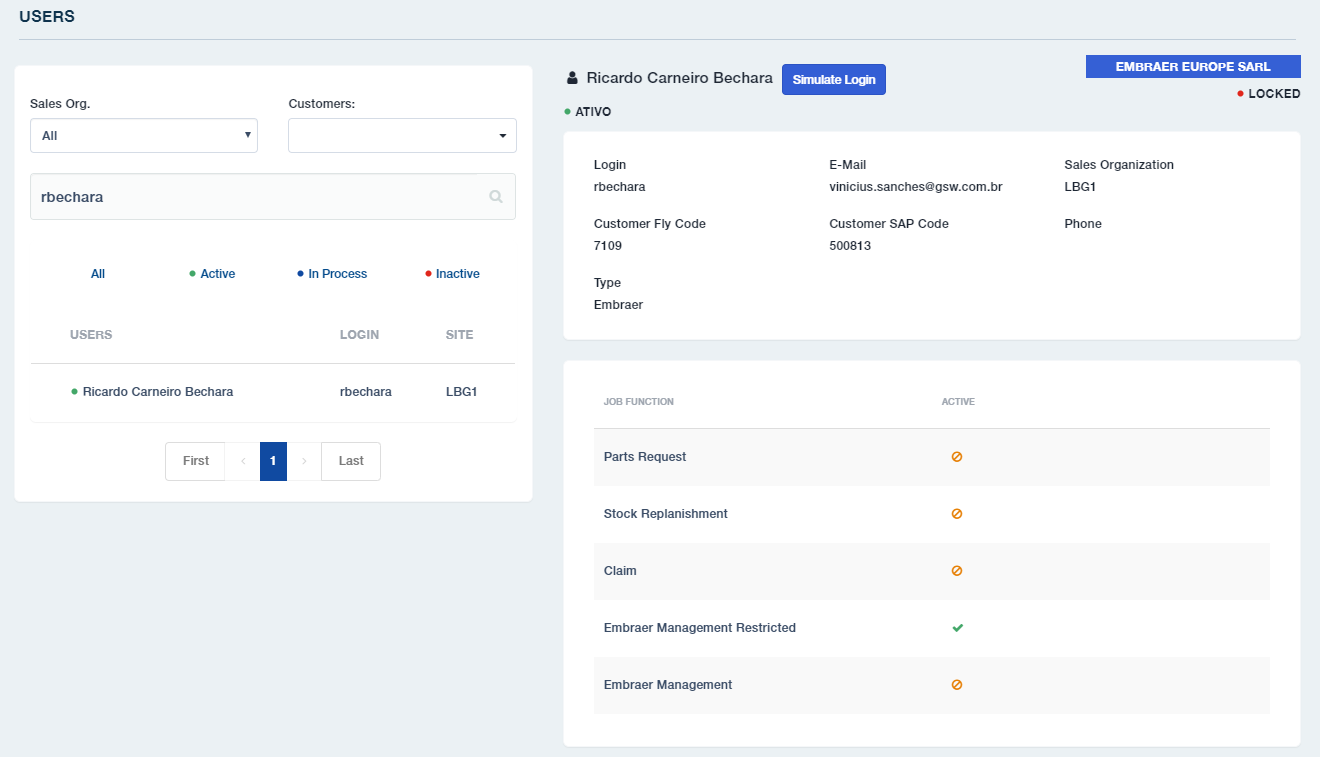 USERS
Sales Org.
Customers:
All
rbechara
All
Active
In Process
Inactive
USERS
LOGIN
SITE
Ricardo Carneiro Bechara
rbechara
LBG1
First
‹
1
›
Last
Ricardo Carneiro Bechara
Simulate Login
EMBRAER EUROPE SARL
LOCKED
ATIVO
Login
E-Mail
Sales Organization
rbechara
vinicius.sanches@gsw.com.br
LBG1
Customer Fly Code
Customer SAP Code
Phone
7109
500813
Type
Embraer
JOB FUNCTION
ACTIVE
Parts Request
Stock Replanishment
Claim
Embraer Management Restricted
Embraer Management